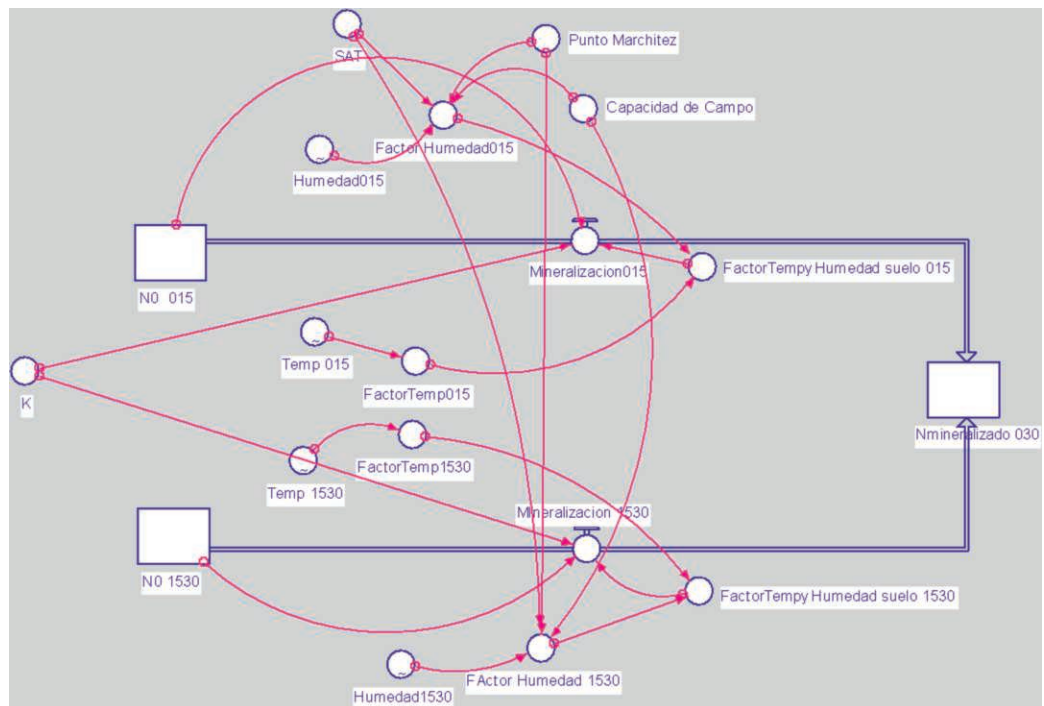 SAT
Punto Marchitez
Capacidad de Campo
Factor Humedad015
~
Humedad015
Mineralizacion015
FactorTempy Humedad suelo 015
N0 015
~
Temp 015
FactorTemp015
K
Nmineralizado 030
FactorTemp1530
~
Temp 1530
Mineralizacion 1530
N0 1530
FactorTempy Humedad suelo 1530
FActor Humedad 1530
~
Humedad1530